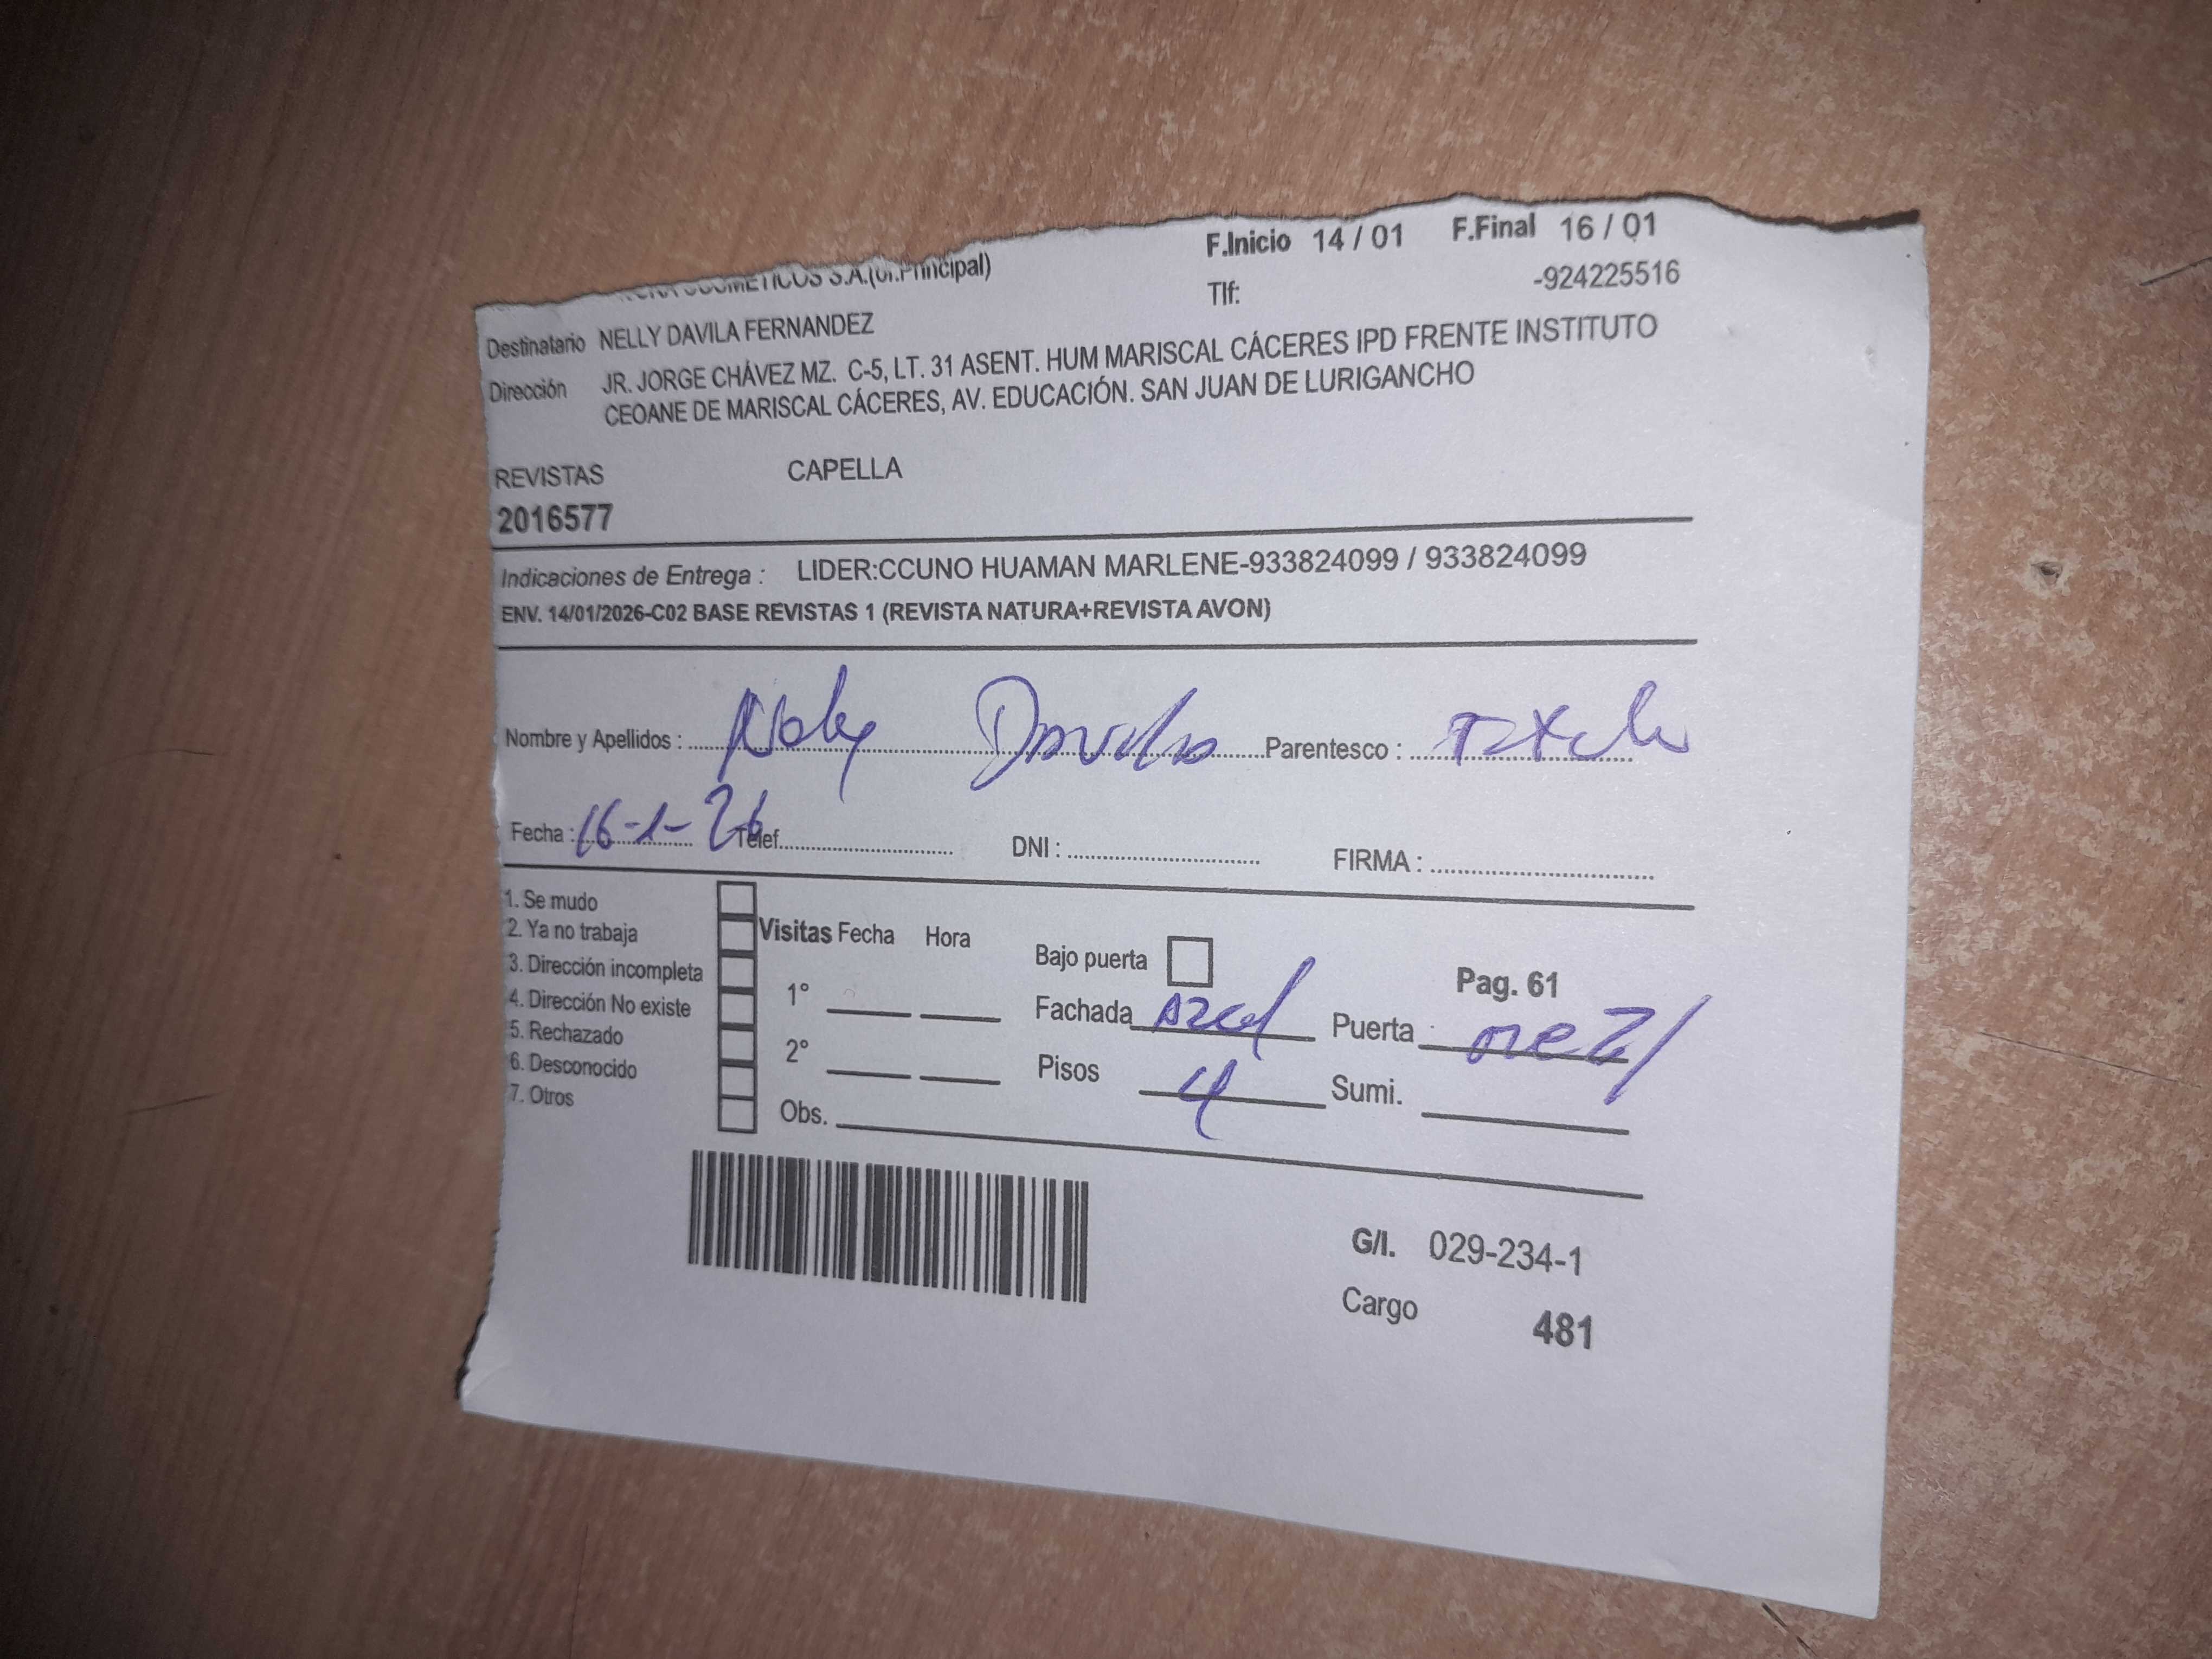 F.Inicio 14 / 01 F.Final 16 / 01
COSMETICOS S.A.(of.Principal)
Tlf: -924225516
Destinatario NELLY DAVILA FERNANDEZ
Dirección JR. JORGE CHÁVEZ MZ. C-5, LT. 31 ASENT. HUM MARISCAL CÁCERES IPD FRENTE INSTITUTO
CEOANE DE MARISCAL CÁCERES, AV. EDUCACIÓN. SAN JUAN DE LURIGANCHO
REVISTAS CAPELLA
2016577
Indicaciones de Entrega : LIDER:CCUNO HUAMAN MARLENE-933824099 / 933824099
ENV. 14/01/2026-C02 BASE REVISTAS 1 (REVISTA NATURA+REVISTA AVON)
Nombre y Apellidos : Nely Davila Parentesco :
Fecha : 16-1-26 Telef. DNI : FIRMA :
1. Se mudo
2. Ya no trabaja
3. Dirección incompleta
4. Dirección No existe
5. Rechazado
6. Desconocido
7. Otros
Visitas Fecha Hora
1°
2°
Obs.
Bajo puerta Pag. 61
Fachada Azul Puerta metal
Pisos 4 Sumi.
G/I. 029-234-1
Cargo 481